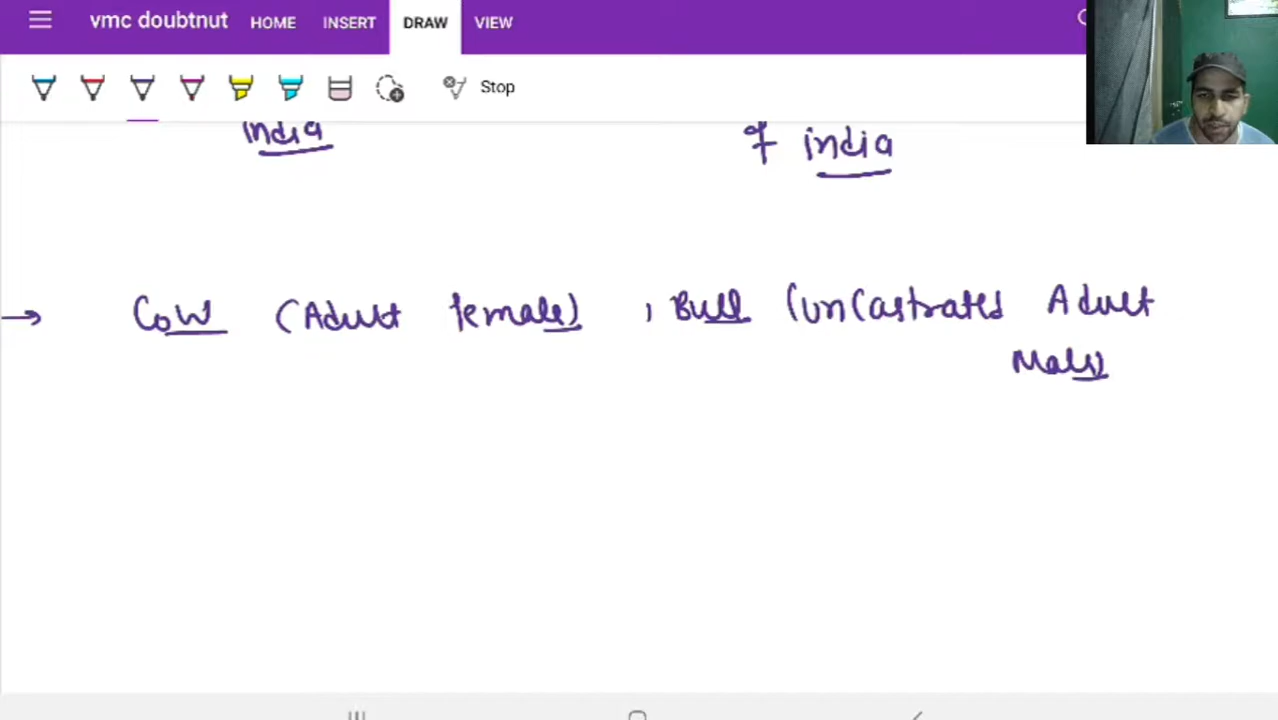 vmc doubtnut HOME INSERT DRAW VIEW
Stop
india
of india
→ Cow (Adult female) , Bull (uncastrated Adult
Male)